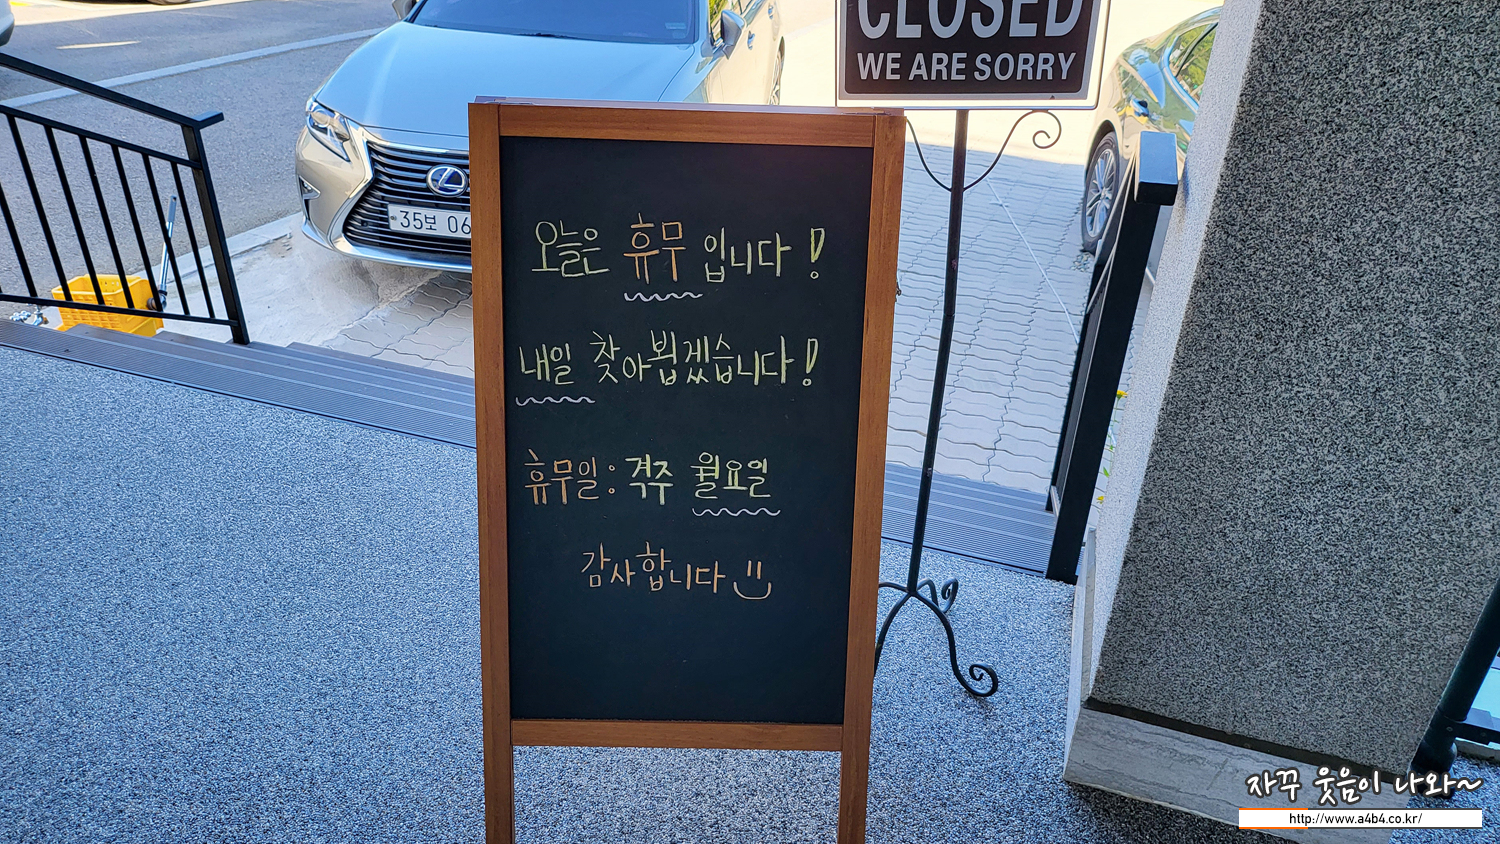 CLOSED
WE ARE SORRY
35보 06
오늘은 휴무 입니다!
내일 찾아뵙겠습니다!
휴무일: 격주 월요일
감사합니다
자꾸 웃음이 나와~
http://www.a4b4.co.kr/